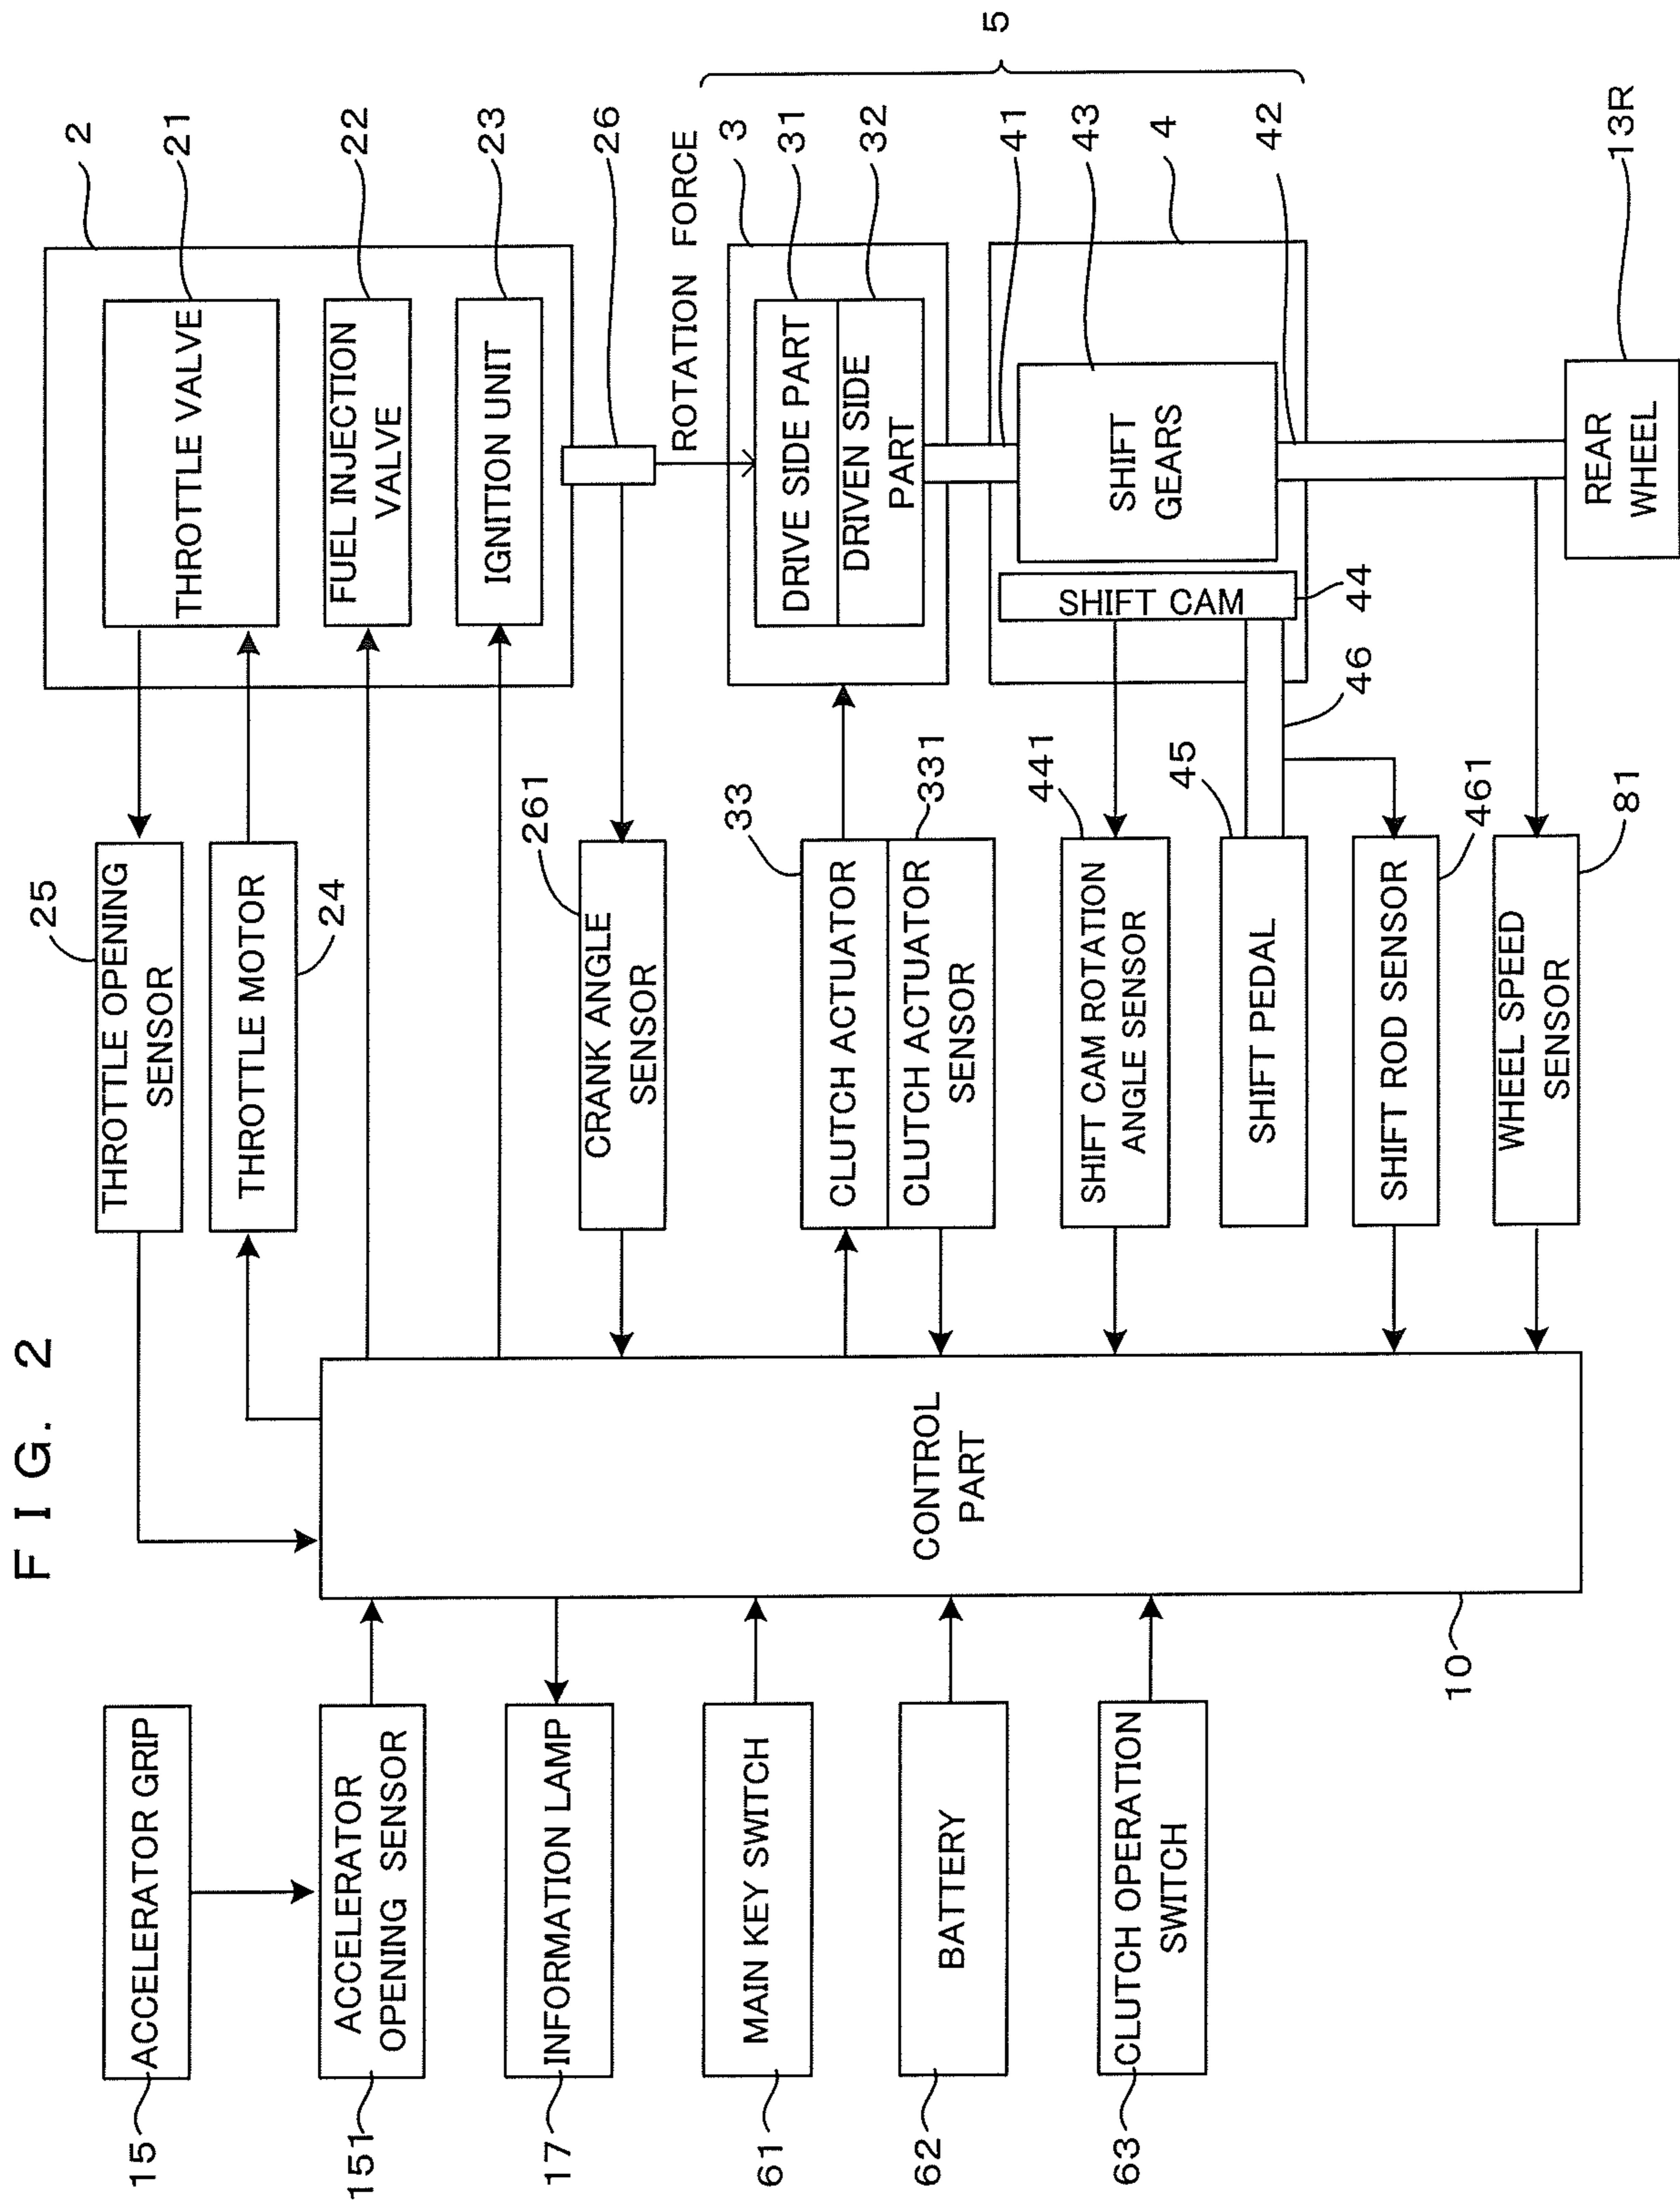 FIG. 2
15
ACCELERATOR GRIP
151
ACCELERATOR
OPENING SENSOR
17
INFORMATION LAMP
61
MAIN KEY SWITCH
62
BATTERY
63
CLUTCH OPERATION
SWITCH
CONTROL
PART
10
25
THROTTLE OPENING
SENSOR
THROTTLE MOTOR
24
261
CRANK ANGLE
SENSOR
33
CLUTCH ACTUATOR
CLUTCH ACTUATOR
SENSOR
331
441
SHIFT CAM ROTATION
ANGLE SENSOR
45
SHIFT PEDAL
46
SHIFT ROD SENSOR
461
WHEEL SPEED
SENSOR
81
2
THROTTLE VALVE
21
FUEL INJECTION
VALVE
22
IGNITION UNIT
23
26
ROTATION FORCE
3
DRIVE SIDE PART
31
DRIVEN SIDE
PART
32
5
41
SHIFT
GEARS
43
SHIFT CAM
44
4
42
REAR
WHEEL
13R